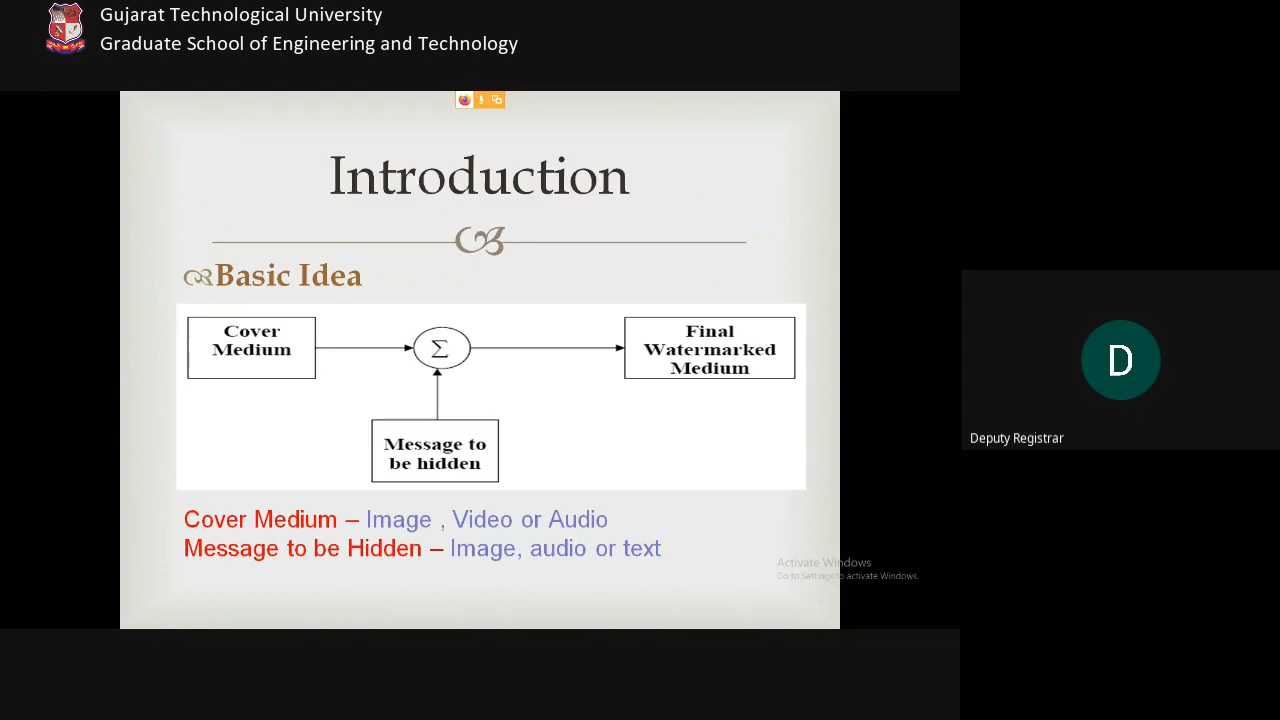 Gujarat Technological University
Graduate School of Engineering and Technology
Introduction
Basic Idea
Cover
Medium
Σ
Final
Watermarked
Medium
Message to
be hidden
Cover Medium – Image , Video or Audio
Message to be Hidden – Image, audio or text
Activate Windows
Go to Settings to activate Windows.
D
Deputy Registrar